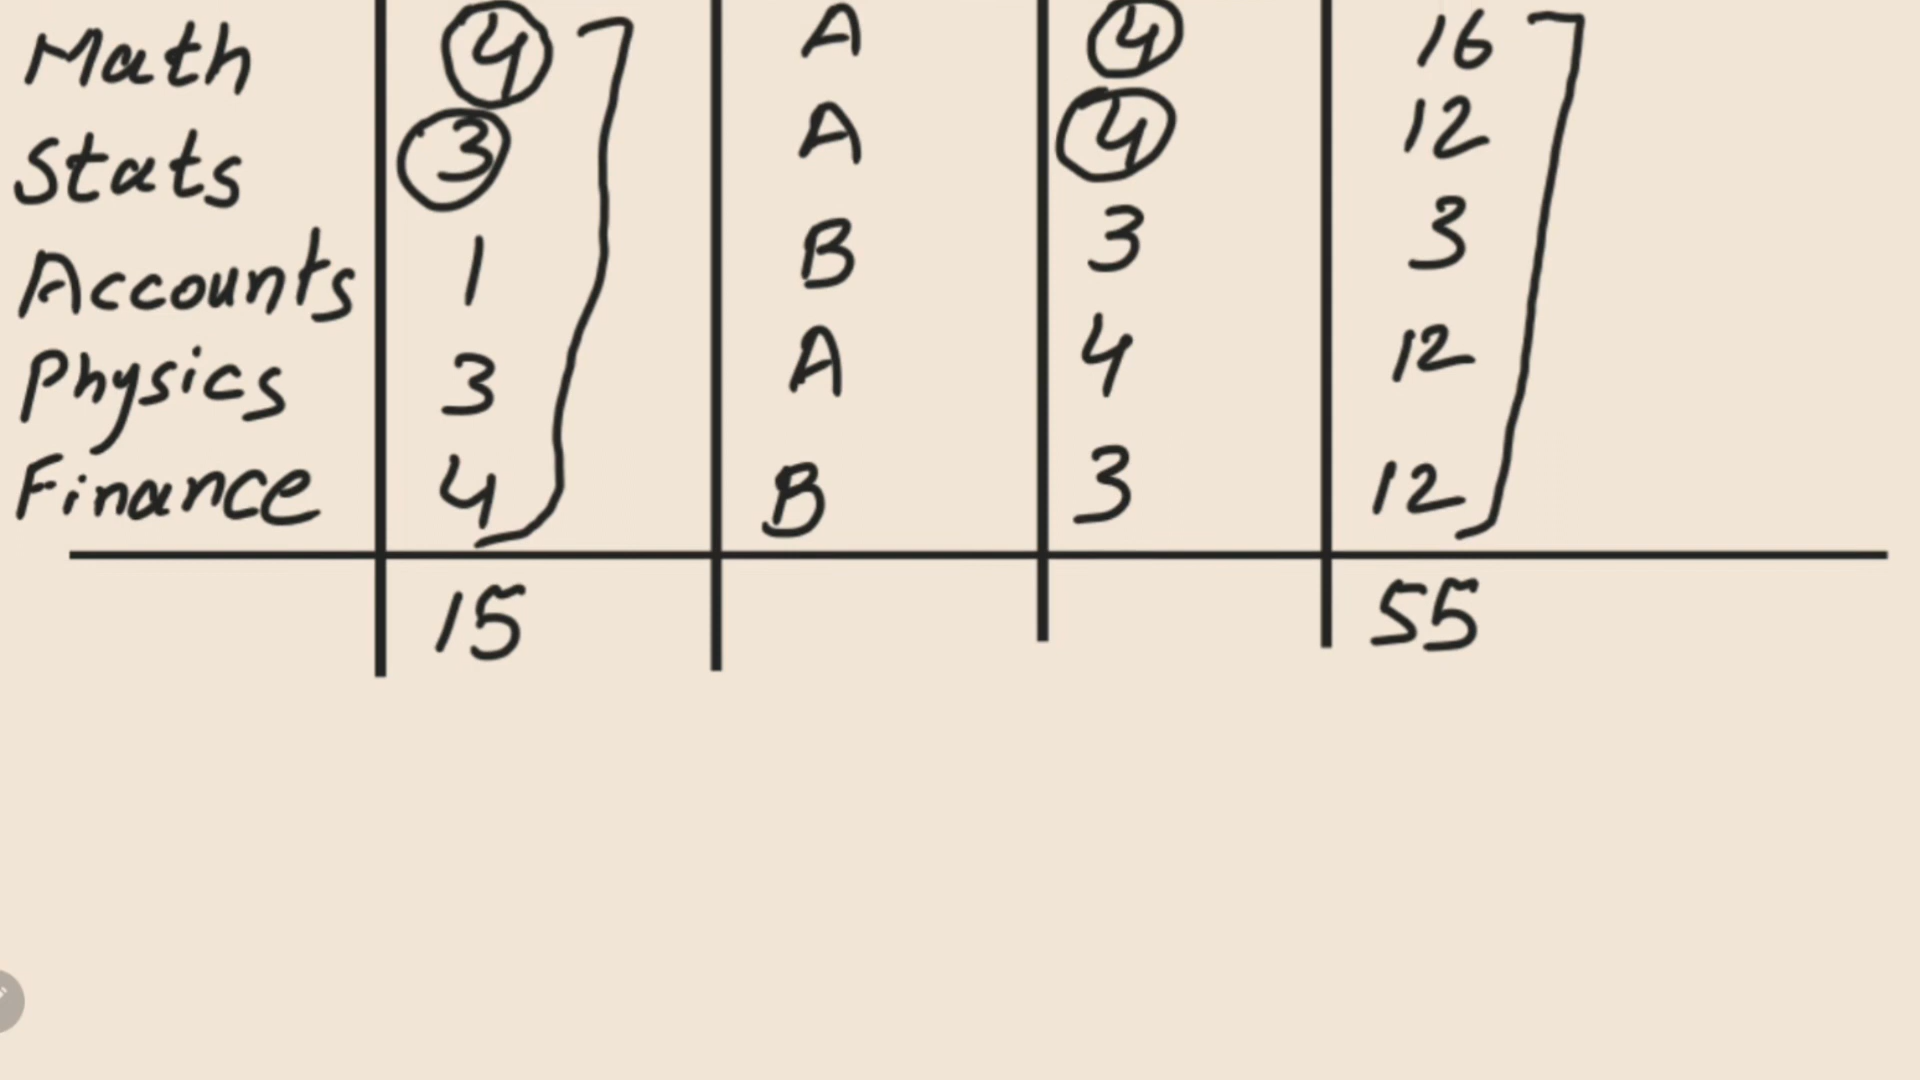 Math 4 A 4 16
Stats 3 A 4 12
Accounts 1 B 3 3
Physics 3 A 4 12
Finance 4 B 3 12
15 55